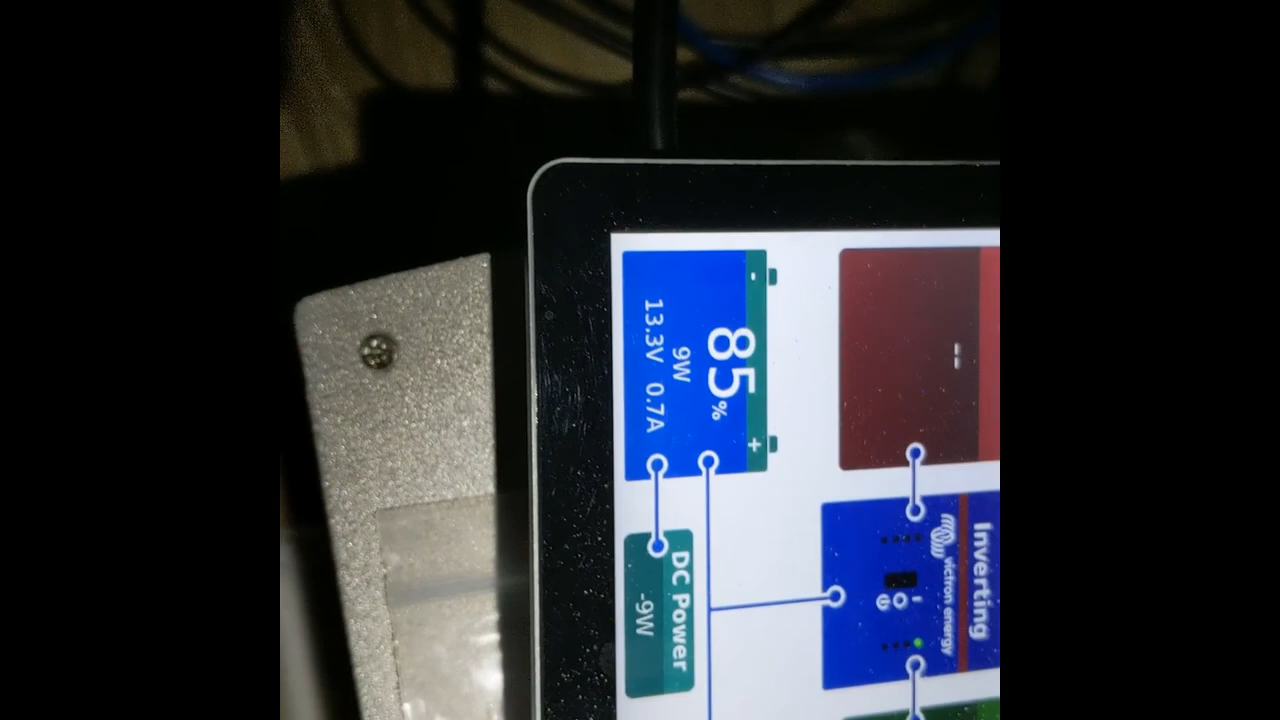 --
Inverting
victron energy
- +
85%
9W
13.3V 0.7A
DC Power
-9W